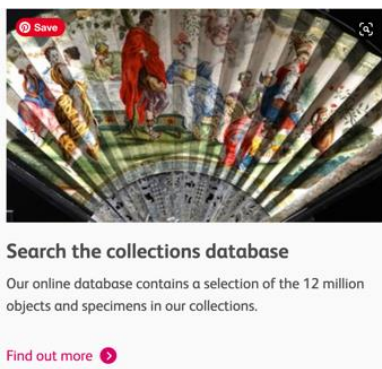 Save
Search the collections database
Our online database contains a selection of the 12 million
objects and specimens in our collections.
Find out more